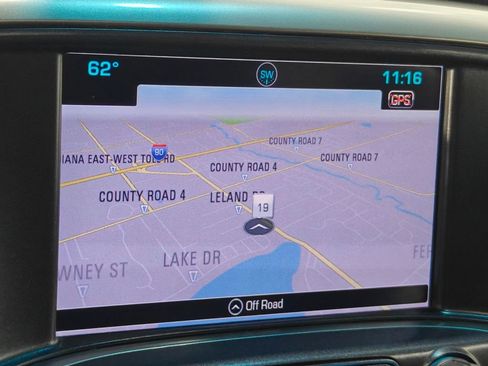 62°
SW
11:16
GPS
90
COUNTY ROAD 7
IANA EAST-WEST TOLL RD
COUNTY ROAD 4
COUNTY ROAD 7
COUNTY ROAD 4
LELAND
19
LAKE DR
WNEY ST
FE
Off Road